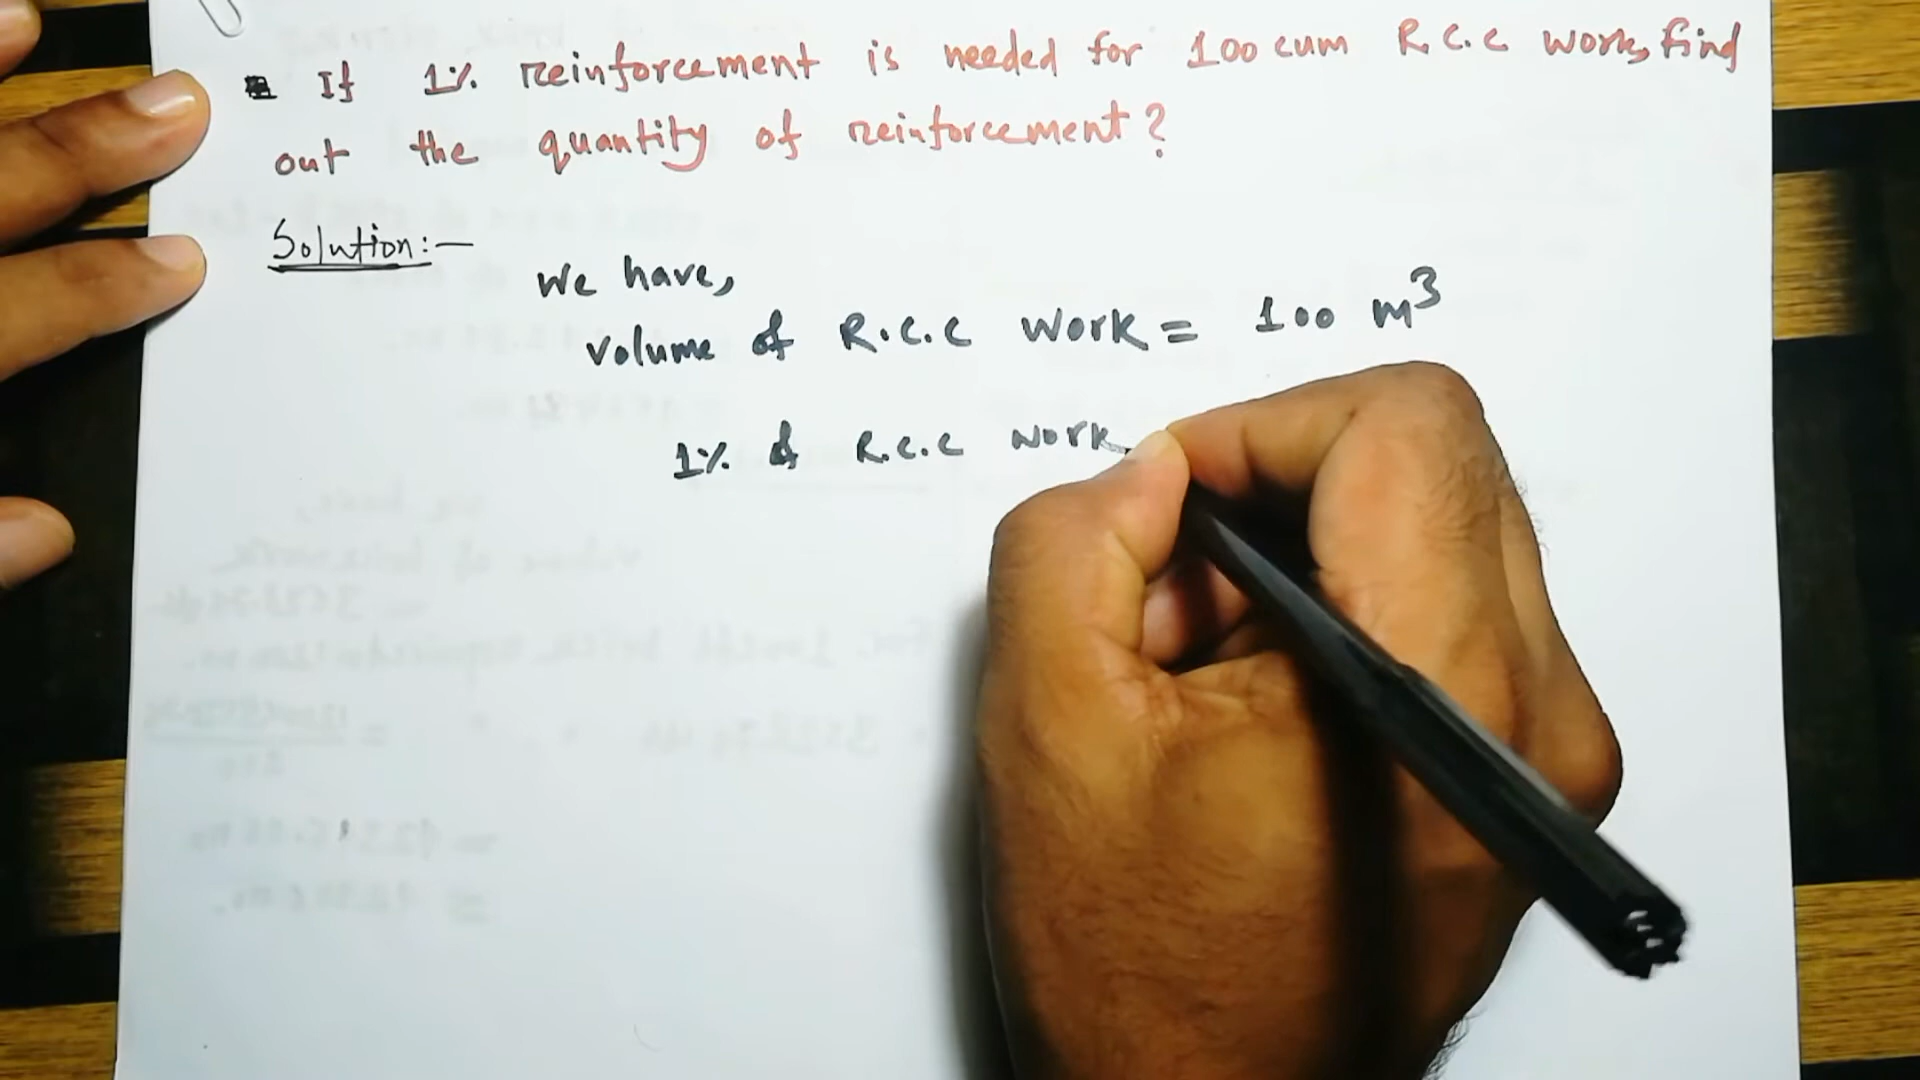 If 1% reinforcement is needed for 100 cum R.C.C work, find
out the quantity of reinforcement?
Solution:-
We have,
volume of R.C.C work = 100 m³
1% of R.C.C work